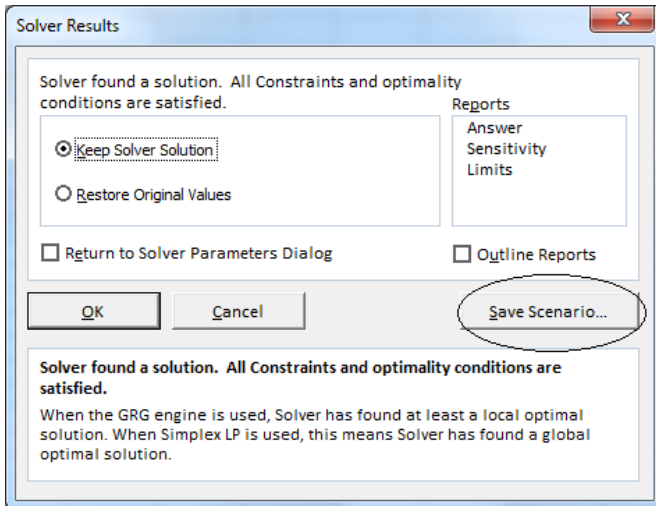 Solver Results
Solver found a solution. All Constraints and optimality
conditions are satisfied.
Reports
Answer
Sensitivity
Limits
Keep Solver Solution
Restore Original Values
Return to Solver Parameters Dialog
Outline Reports
OK
Cancel
Save Scenario...
Solver found a solution. All Constraints and optimality conditions are
satisfied.
When the GRG engine is used, Solver has found at least a local optimal
solution. When Simplex LP is used, this means Solver has found a global
optimal solution.